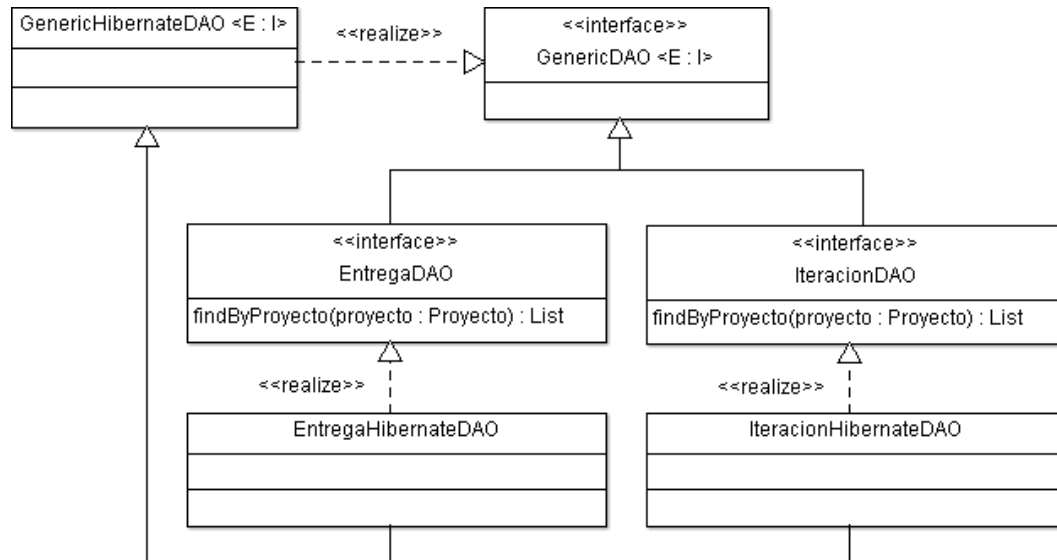 GenericHibernateDAO <E : I>
<<realize>>
<<interface>>
GenericDAO <E : I>
<<interface>>
EntregaDAO
findByProyecto(proyecto : Proyecto) : List
<<interface>>
IteracionDAO
findByProyecto(proyecto : Proyecto) : List
<<realize>>
<<realize>>
EntregaHibernateDAO
IteracionHibernateDAO